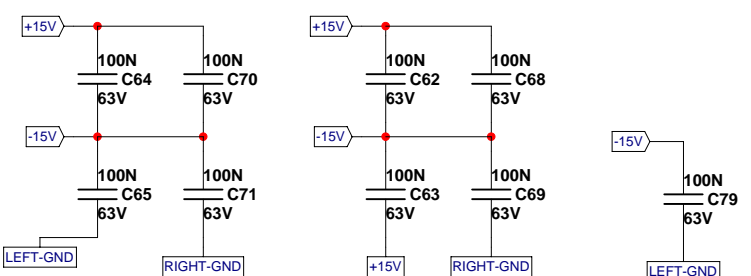 +15V
+15V
100N
100N
100N
100N
C64
C70
C62
C68
63V
63V
63V
63V
-15V
-15V
-15V
100N
100N
100N
100N
100N
C65
C71
C63
C69
C79
63V
63V
63V
63V
63V
LEFT-GND
RIGHT-GND
+15V
RIGHT-GND
LEFT-GND